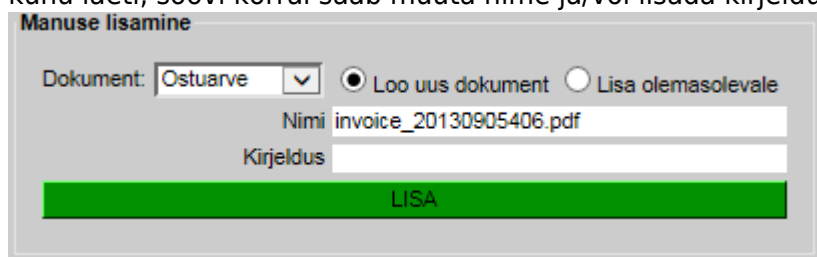 Manuse lisamine
Dokument: Ostuarve Loo uus dokument Lisa olemasolevale
Nimi invoice_20130905406.pdf
Kirjeldus
LISA